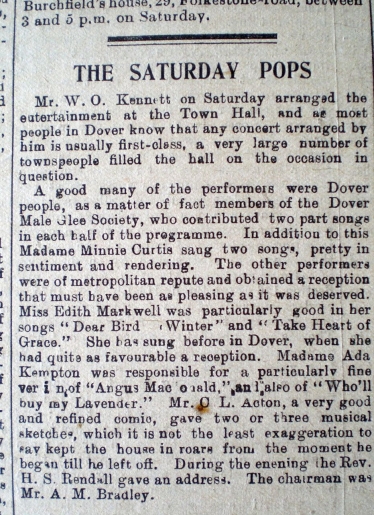 Burchfield's house, 29, Folkestone-road, between
3 and 5 p.m. on Saturday.
THE SATURDAY POPS
Mr. W. O. Kennett on Saturday arranged the
eutertainment at the Town Hall, and as most
people in Dover know that any concert arranged by
him is usually first-class, a very large number of
townspeople filled the hall on the occasion in
question.
A good many of the performers were Dover
people, as a matter of fact members of the Dover
Male Glee Society, who contributed two part songs
in each half of the programme. In addition to this
Madame Minnie Curtis sang two songs, pretty in
sentiment and rendering. The other performers
were of metropolitan repute and obtained a reception
that must have been as pleasing as it was deserved.
Miss Edith Markwell was particularly good in her
songs "Dear Bird Winter" and "Take Heart of
Grace." She has sung before in Dover, when she
had quite as favourable a reception. Madame Ada
Kempton was responsible for a particularly fine
of "Angus also of "Who'll
buy my Lavender." Mr. L. Acton, a very good
and refined comic, gave two or three musical
sketches, which it is not the least exaggeration to
say kept the house in roars from the moment he
began till he left off. During the enening the Rev.
H. S. Rendall gave an address. The chairman was
Mr. A. M. Bradley.